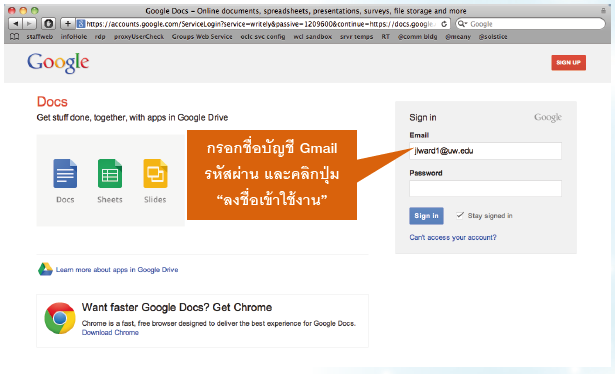 Google Docs – Online documents, spreadsheets, presentations, surveys, file storage and more
https://accounts.google.com/ServiceLogin?service=writely&passive=1209600&continue=https://docs.google.
Google
staffweb infoHole rdp proxyUserCheck Groups Web Service eclc svc config wcl sandbox srvr temps RT @comm bldg @meany @solstice
Google
SIGN UP
Docs
Get stuff done, together, with apps in Google Drive
Docs Sheets Slides
กรอกชื่อบัญชี Gmail
รหัสผ่าน และคลิกปุ่ม
“ลงชื่อเข้าใช้งาน”
Sign in Google
Email
jlward1@uw.edu
Password
Sign in Stay signed in
Can't access your account?
Learn more about apps in Google Drive
Want faster Google Docs? Get Chrome
Chrome is a fast, free browser designed to deliver the best experience for Google Docs.
Download Chrome